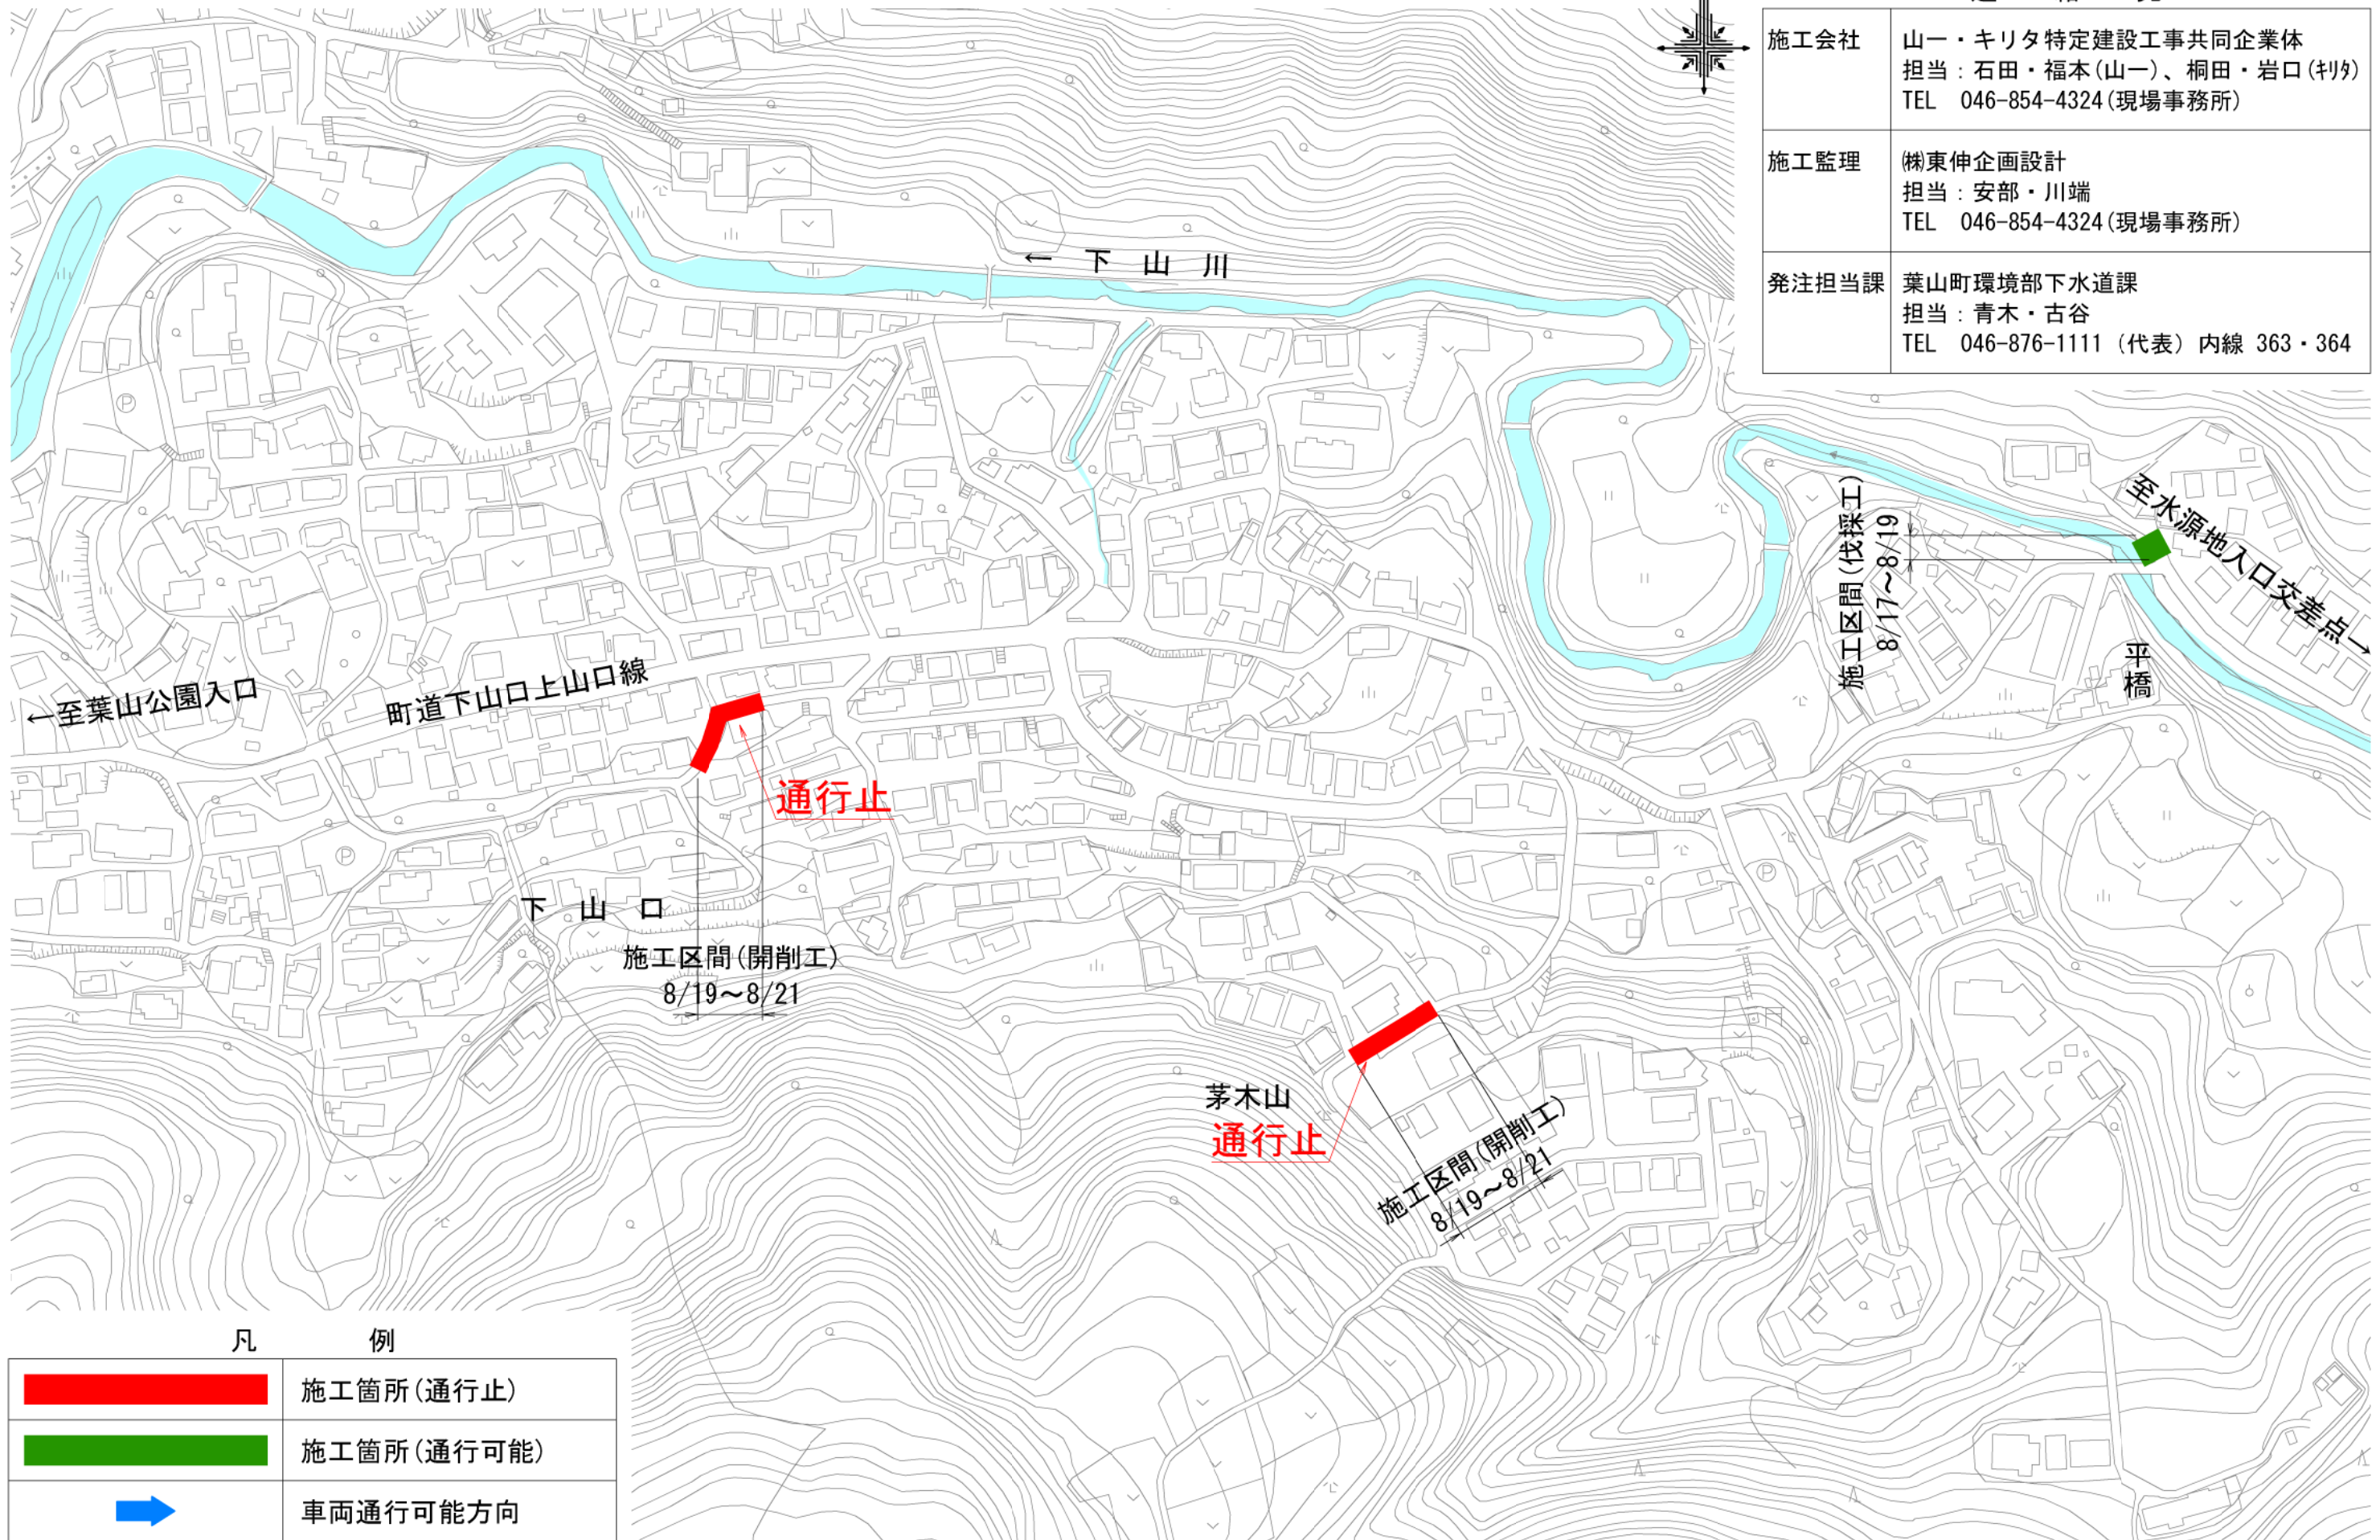 施工会社
山一・キリタ特定建設工事共同企業体
担当：石田・福本(山一)、桐田・岩口(ｷﾘﾀ)
TEL 046-854-4324(現場事務所)
施工監理
㈱東伸企画設計
担当：安部・川端
TEL 046-854-4324(現場事務所)
発注担当課
葉山町環境部下水道課
担当：青木・古谷
TEL 046-876-1111 (代表) 内線 363・364
← 下山川
至水源地入口交差点→
施工区間(伐採工)
8/17～8/19
平橋
←至葉山公園入口
町道下山口上山口線
通行止
下山口
施工区間(開削工)
8/19～8/21
茅木山
通行止
施工区間(開削工)
8/19～8/21
P
P
P
凡例
施工箇所(通行止)
施工箇所(通行可能)
車両通行可能方向